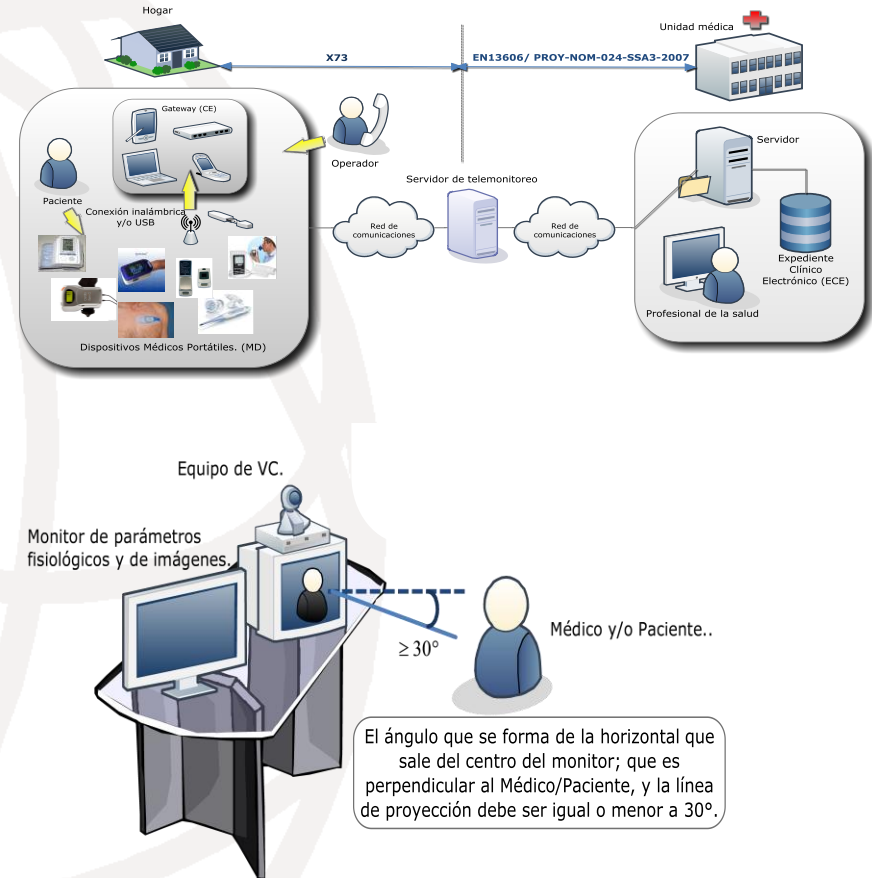 Hogar
Unidad médica
X73
EN13606/ PROY-NOM-024-SSA3-2007
Gateway (CE)
Paciente
Conexión inalámbrica
y/o USB
Dispositivos Médicos Portátiles. (MD)
Operador
Servidor de telemonitoreo
Red de
comunicaciones
Red de
comunicaciones
Servidor
Expediente
Clínico
Electrónico (ECE)
Profesional de la salud
Equipo de VC.
Monitor de parámetros
fisiológicos y de imágenes.
≥ 30°
Médico y/o Paciente..
El ángulo que se forma de la horizontal que
sale del centro del monitor; que es
perpendicular al Médico/Paciente, y la línea
de proyección debe ser igual o menor a 30°.